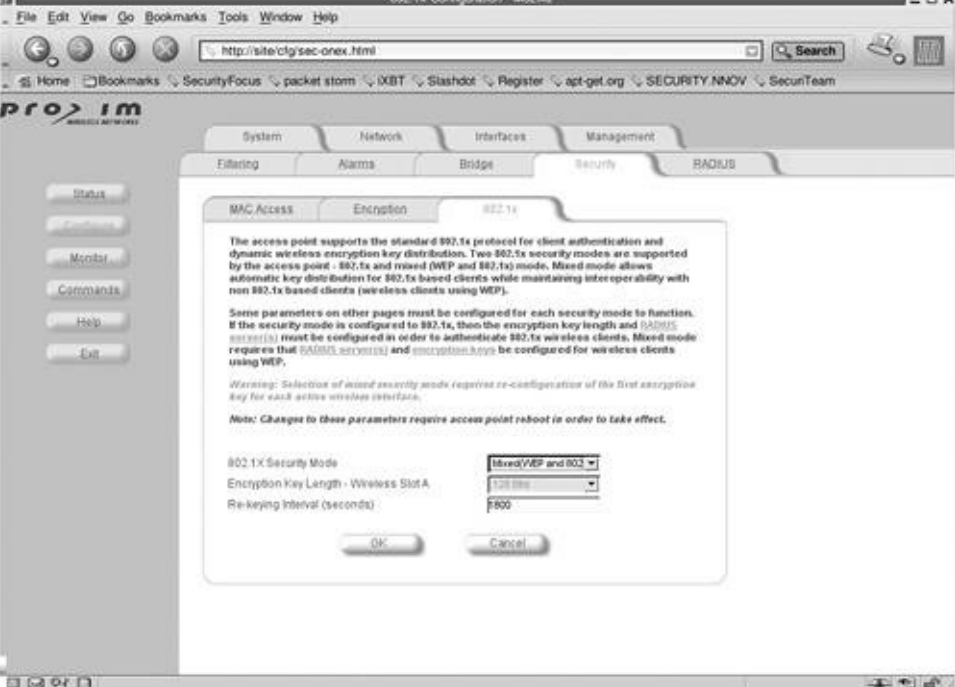 File Edit View Go Bookmarks Tools Window Help
http://site/cfg/sec-onex.html
Search
Home Bookmarks SecurityFocus packet storm iXBT Slashdot Register apt-get.org SECURITY.NNOV SecuriTeam
proxim
WIRELESS NETWORKS
System Network Interfaces Management
Filtering Alarms Bridge Security RADIUS
Status
Configure
Monitor
Commands
Help
Exit
MAC Access Encryption 802.1x
The access point supports the standard 802.1x protocol for client authentication and
dynamic wireless encryption key distribution. Two 802.1x security modes are supported
by the access point - 802.1x and mixed (WEP and 802.1x) mode. Mixed mode allows
automatic key distribution for 802.1x based clients while maintaining interoperability with
non 802.1x based clients (wireless clients using WEP).
Some parameters on other pages must be configured for each security mode to function.
If the security mode is configured to 802.1x, then the encryption key length and RADIUS
server(s) must be configured in order to authenticate 802.1x wireless clients. Mixed mode
requires that RADIUS server(s) and encryption keys be configured for wireless clients
using WEP.
Warning: Selection of mixed security mode requires re-configuration of the first encryption
key for each active wireless interface.
Note: Changes to these parameters require access point reboot in order to take effect.
802.1X Security Mode Mixed(WEP and 802
Encryption Key Length - Wireless Slot A 128 Bits
Re-keying Interval (seconds) 1800
OK Cancel